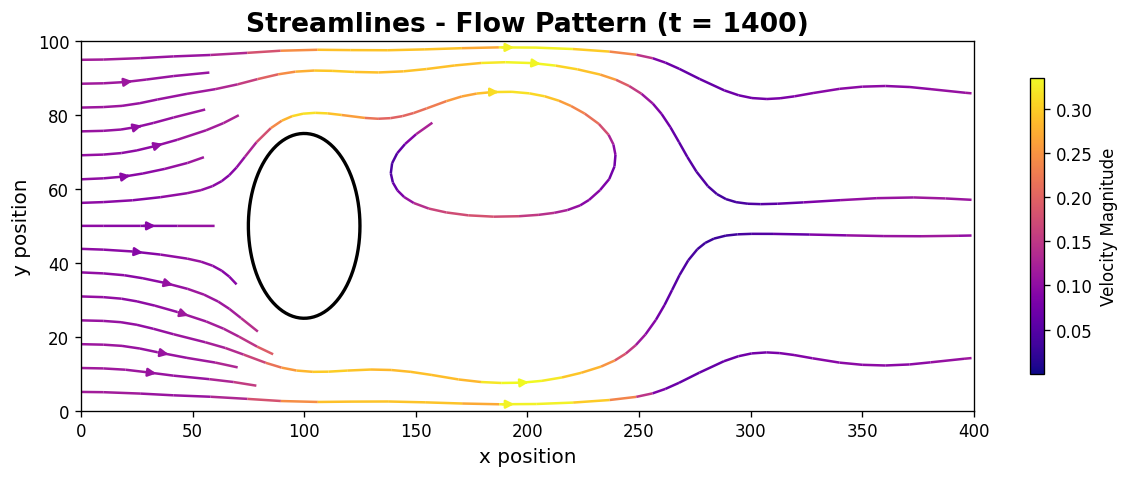 Streamlines - Flow Pattern (t = 1400)
100
80
60
40
20
0
y position
0 50 100 150 200 250 300 350 400
x position
0.30
0.25
0.20
0.15
0.10
0.05
Velocity Magnitude